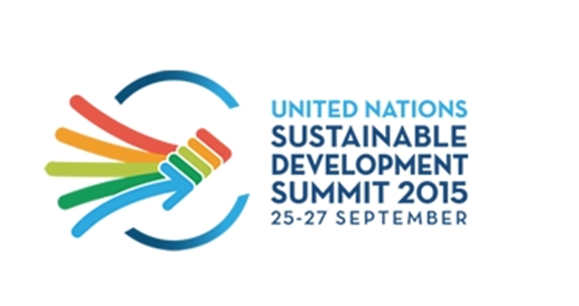 UNITED NATIONS
SUSTAINABLE
DEVELOPMENT
SUMMIT 2015
25-27 SEPTEMBER